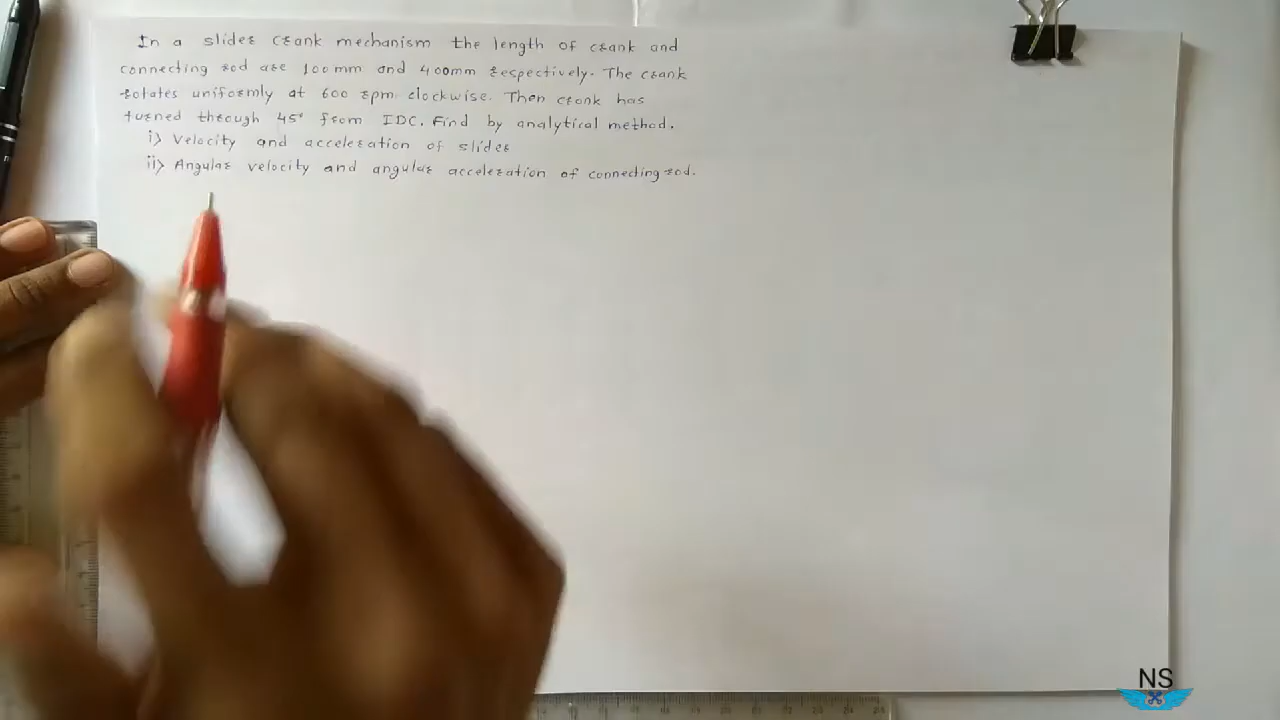 In a slider crank mechanism the length of crank and
connecting rod are 100mm and 400mm respectively. The crank
rotates uniformly at 600 rpm clockwise. Then crank has
turned through 45° from IDC. Find by analytical method.
i) Velocity and acceleration of slider
ii) Angular velocity and angular acceleration of connecting rod.
NS